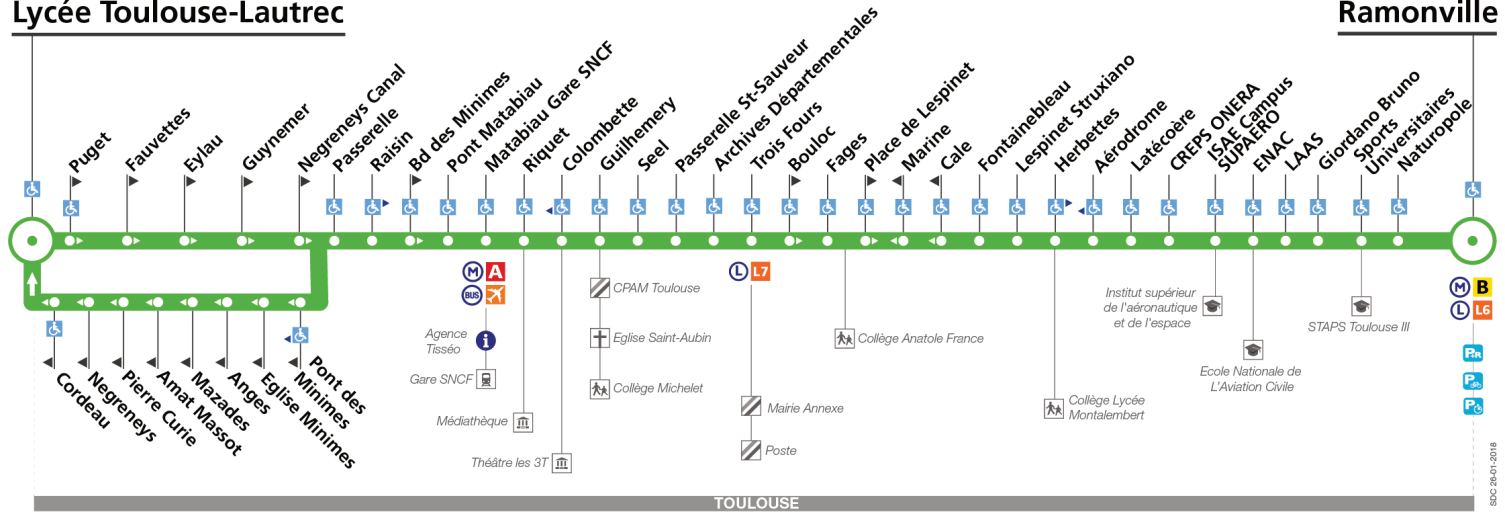 Lycée Toulouse-Lautrec
Ramonville
Puget
Fauvettes
Eylau
Guynemer
Negreneys Canal
Passerelle
Raisin
Bd des Minimes
Pont Matabiau
Matabiau Gare SNCF
Riquet
Colombette
Guilhemery
Seel
Passerelle St-Sauveur
Archives Départementales
Trois Fours
Bouloc
Fages
Place de Lespinet
Marine
Cale
Fontainebleau
Lespinet Struxiano
Herbettes
Aérodrome
Latécoère
CREPS ONERA
ISAE Campus
SUPAERO
ENAC
LAAS
Giordano Bruno
Sports
Universitaires
Naturopole
Cordeau
Negreneys
Pierre Curie
Amat Massot
Mazades
Anges
Eglise Minimes
Pont des
Minimes
M A
BUS
Agence
Tisséo
i
Gare SNCF
Médiathèque
Théâtre les 3T
CPAM Toulouse
Eglise Saint-Aubin
Collège Michelet
L L7
Mairie Annexe
Poste
Collège Anatole France
Collège Lycée
Montalembert
Institut supérieur
de l'aéronautique
et de l'espace
Ecole Nationale de
L'Aviation Civile
STAPS Toulouse III
M B
L L6
PR
P
P
TOULOUSE
SDC 26-01-2018